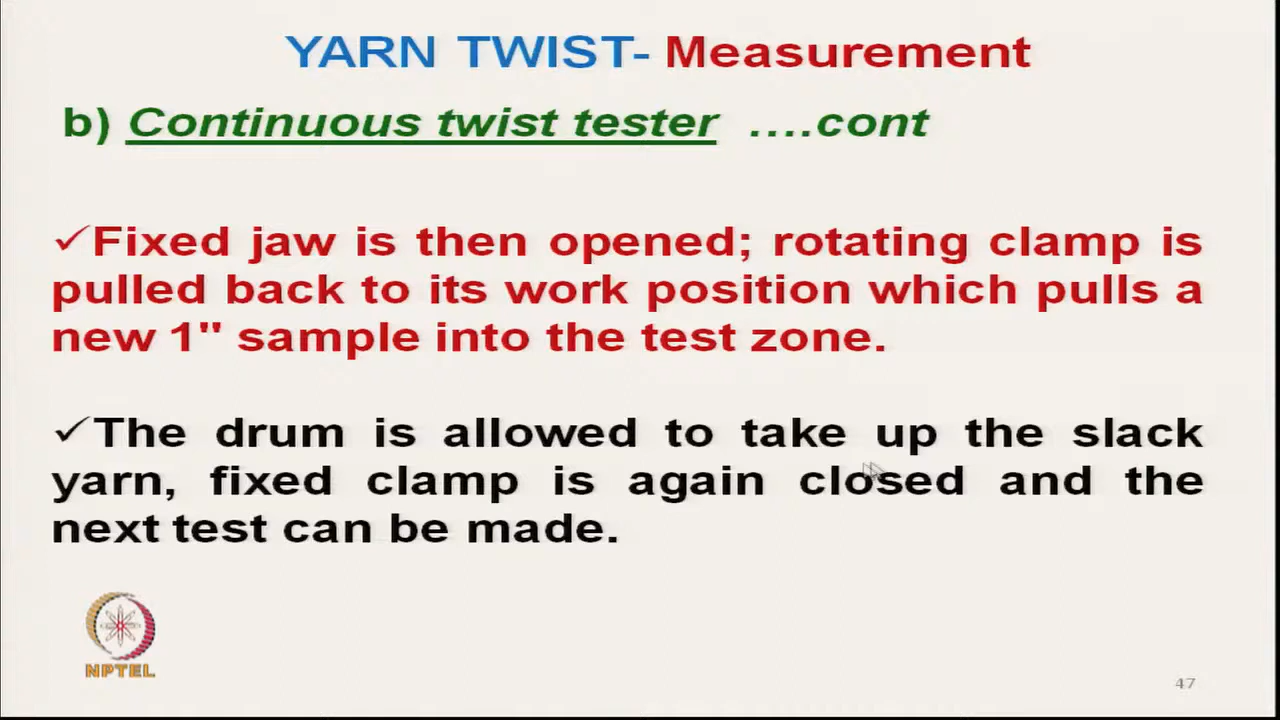 YARN TWIST- Measurement
b) Continuous twist tester ....cont
✓Fixed jaw is then opened; rotating clamp is
pulled back to its work position which pulls a
new 1" sample into the test zone.
✓The drum is allowed to take up the slack
yarn, fixed clamp is again closed and the
next test can be made.
NPTEL
47